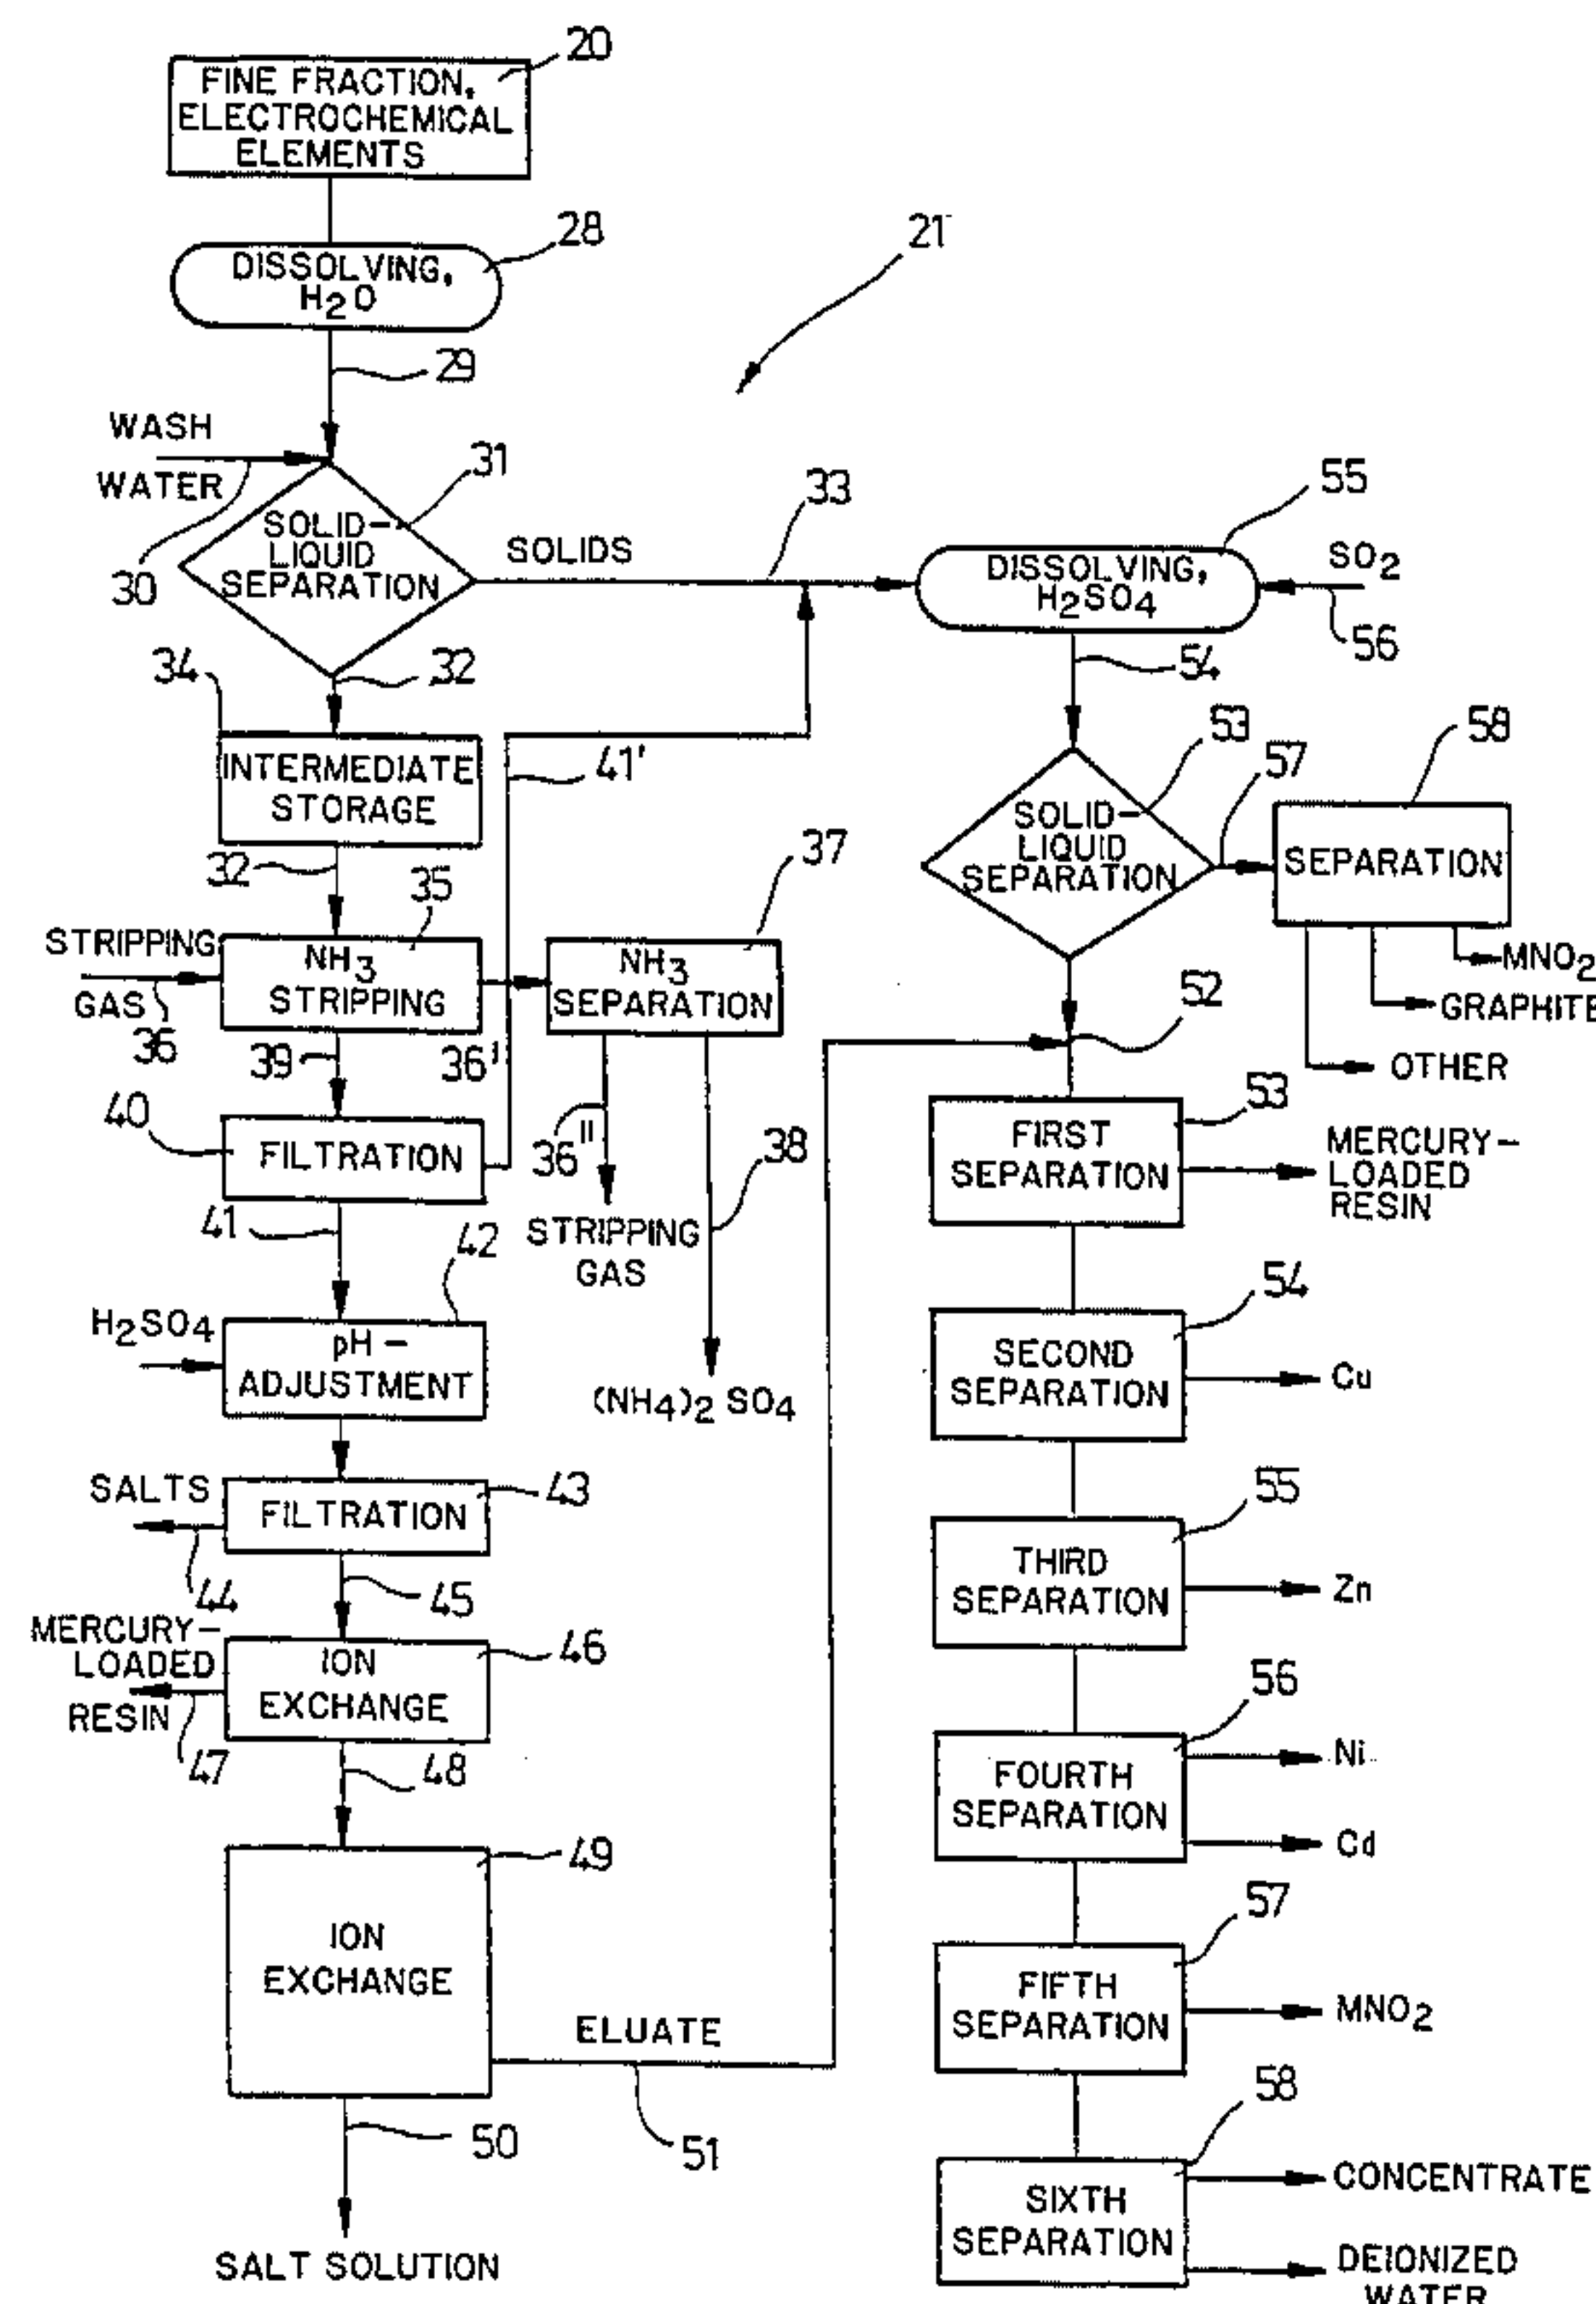 20
FINE FRACTION,
ELECTROCHEMICAL
ELEMENTS
28
DISSOLVING,
H2O
21
29
WASH
WATER
30
31
SOLID-
LIQUID
SEPARATION
SOLIDS
33
55
DISSOLVING,
H2SO4
SO2
56
32
34
INTERMEDIATE
STORAGE
41'
54
53
SOLID-
LIQUID
SEPARATION
57
58
SEPARATION
MNO2
GRAPHITE
OTHER
32
35
STRIPPING
GAS
36
NH3
STRIPPING
36'
37
NH3
SEPARATION
39
40
FILTRATION
36"
STRIPPING
GAS
38
(NH4)2 SO4
52
53
FIRST
SEPARATION
MERCURY-
LOADED
RESIN
41
42
H2SO4
pH-
ADJUSTMENT
54
SECOND
SEPARATION
Cu
SALTS
44
FILTRATION
43
45
55
THIRD
SEPARATION
Zn
MERCURY-
LOADED
RESIN
47
ION
EXCHANGE
46
48
56
FOURTH
SEPARATION
Ni
Cd
49
ION
EXCHANGE
ELUATE
51
57
FIFTH
SEPARATION
MNO2
50
SALT SOLUTION
58
SIXTH
SEPARATION
CONCENTRATE
DEIONIZED
WATER